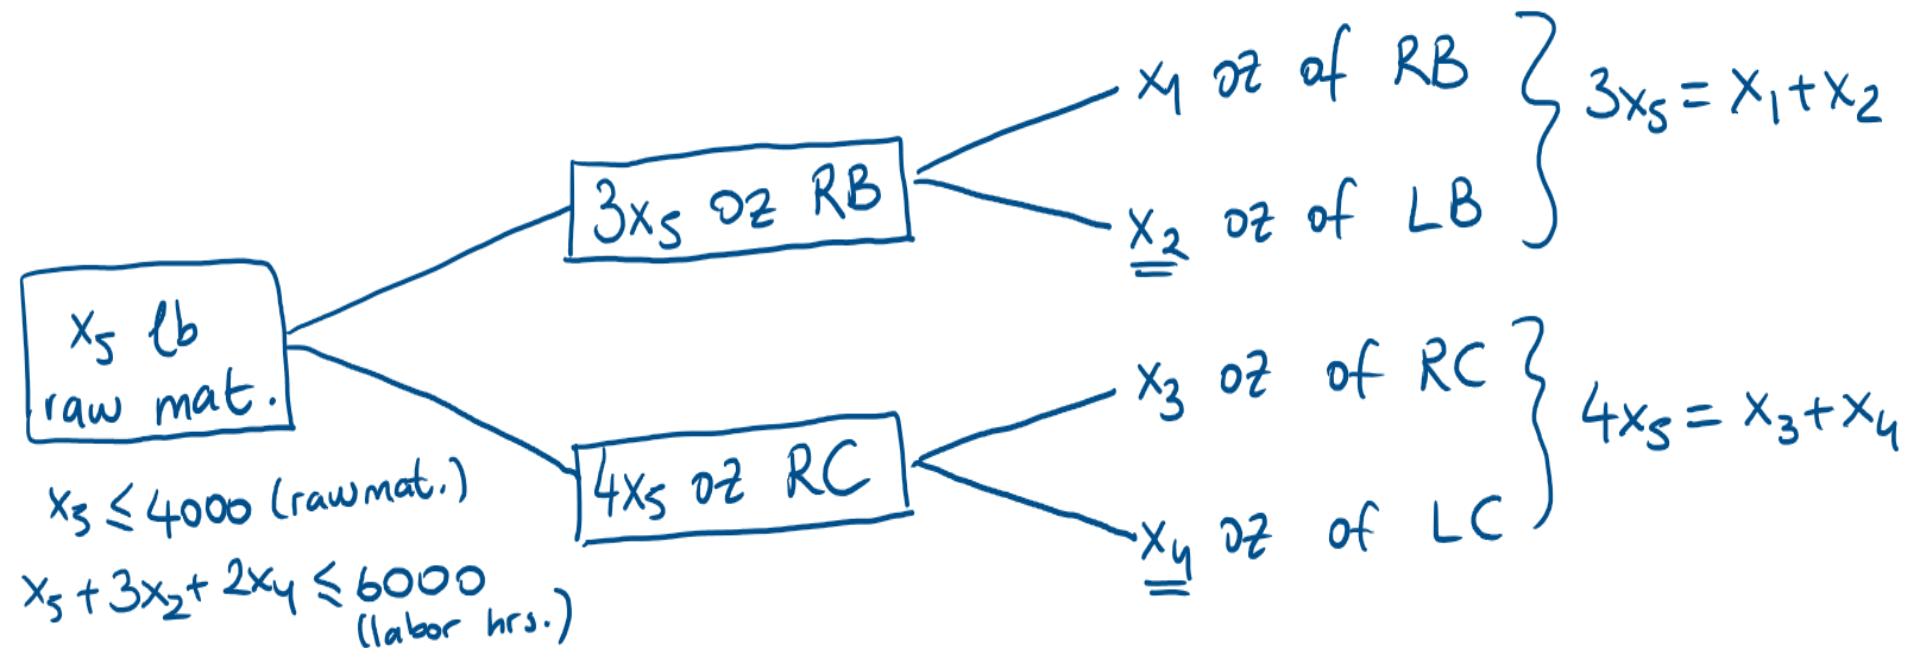 x₁ oz of RB
3x₅ = x₁+x₂
3x₅ oz RB
x₂ oz of LB
x₅ lb
raw mat.
x₃ oz of RC
4x₅ = x₃+x₄
4x₅ oz RC
x₄ oz of LC
x₅ ≤ 4000 (raw mat.)
x₅ + 3x₂ + 2x₄ ≤ 6000
(labor hrs.)